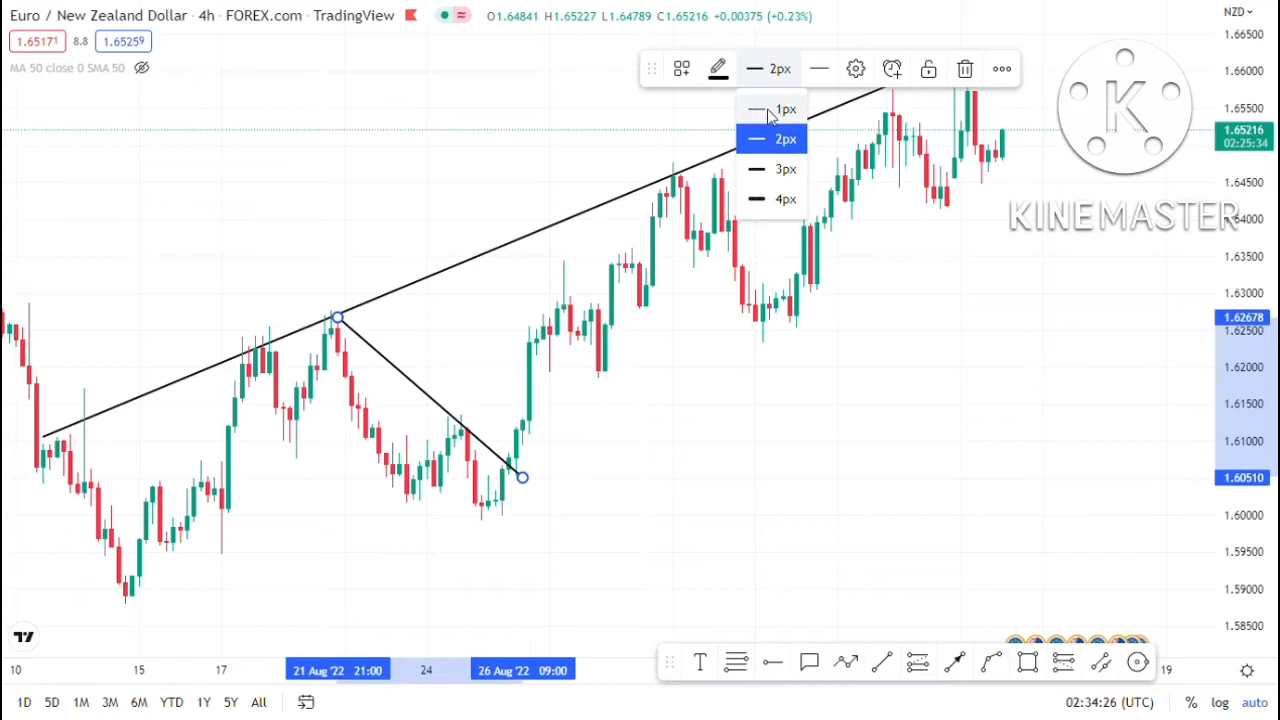 Euro / New Zealand Dollar · 4h · FOREX.com · TradingView O1.64841 H1.65227 L1.64789 C1.65216 +0.00375 (+0.23%)
NZD
1.66500
1.65171 8.8 1.65259
MA 50 close 0 SMA 50
2px
1.66000
1px
1.65500
K
1.65216
02:25:34
2px
3px
1.64500
4px
1.64000
KINEMASTER
1.63500
1.63000
1.62678
1.62500
1.62000
1.61500
1.61000
1.60510
1.60000
1.59500
1.59000
1.58500
T
10 15 17 21 Aug '22 21:00 24 26 Aug '22 09:00 19
1D 5D 1M 3M 6M YTD 1Y 5Y All 02:34:26 (UTC) % log auto